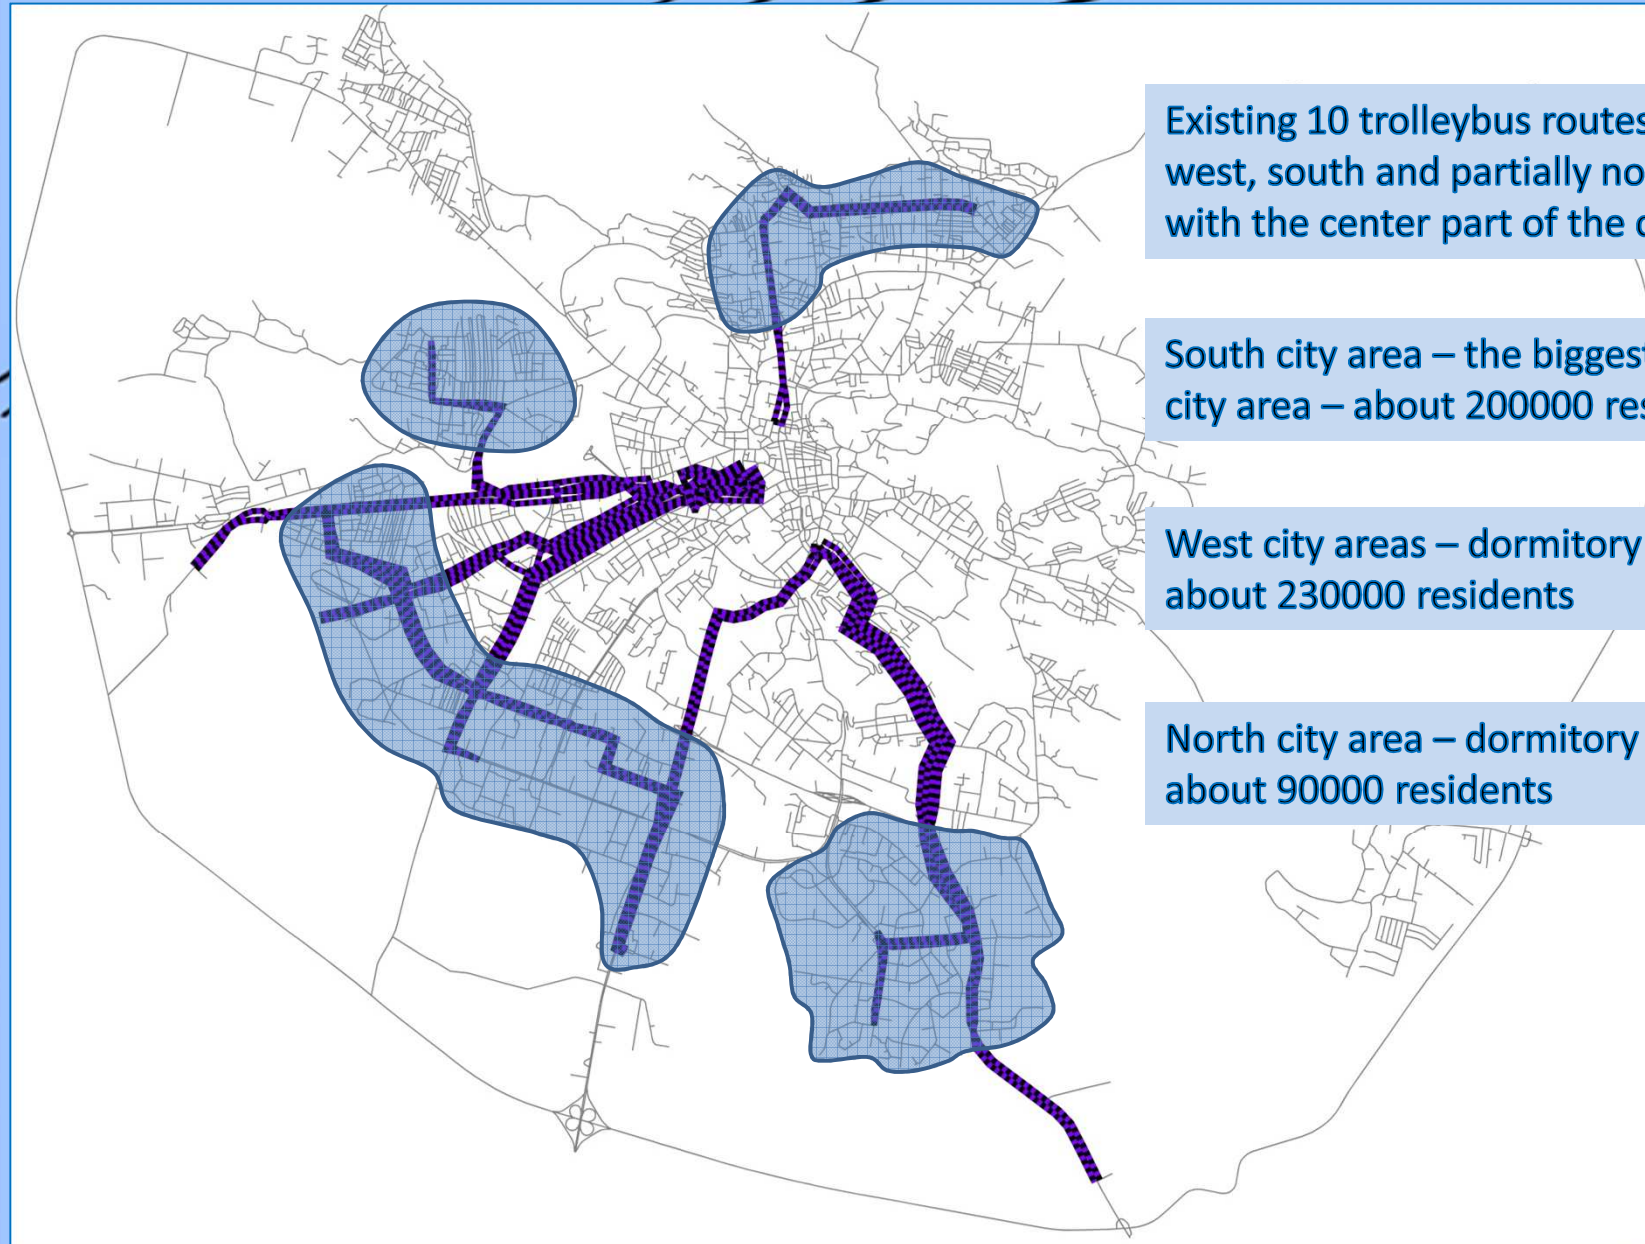 Existing 10 trolleybus routes
west, south and partially no
with the center part of the c
South city area – the biggest
city area – about 200000 res
West city areas – dormitory
about 230000 residents
North city area – dormitory
about 90000 residents